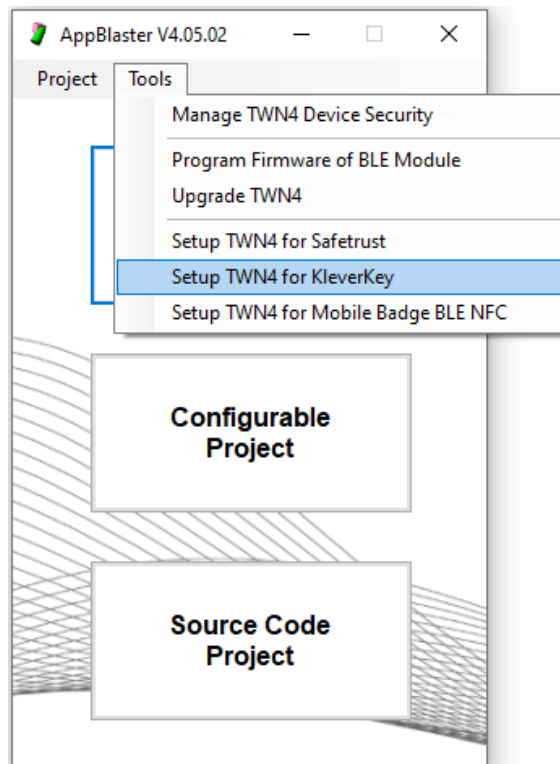 AppBlaster V4.05.02
Project Tools
Manage TWN4 Device Security
Program Firmware of BLE Module
Upgrade TWN4
Setup TWN4 for Safetrust
Setup TWN4 for KleverKey
Setup TWN4 for Mobile Badge BLE NFC
Configurable
Project
Source Code
Project